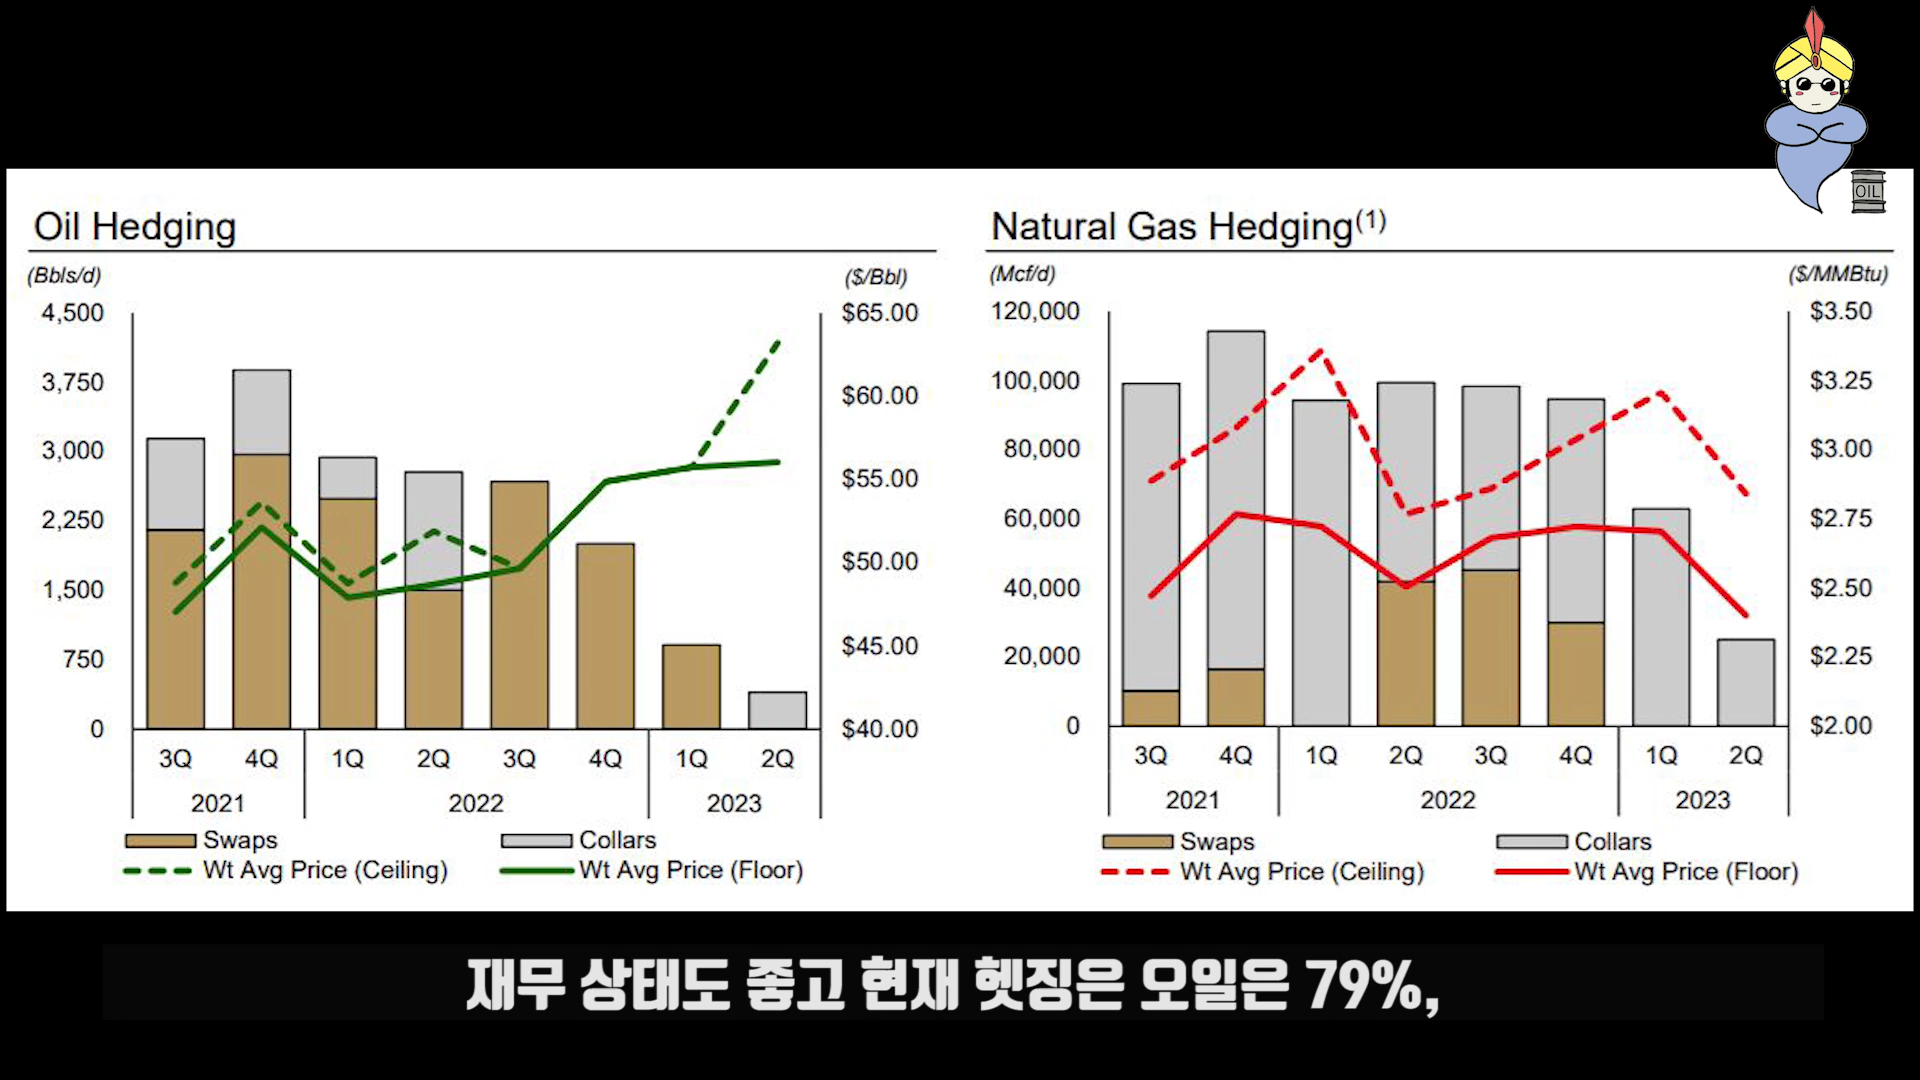 OIL
Oil Hedging
(Bbls/d)
($/Bbl)
4,500
3,750
3,000
2,250
1,500
750
0
$65.00
$60.00
$55.00
$50.00
$45.00
$40.00
3Q 4Q 1Q 2Q 3Q 4Q 1Q 2Q
2021 2022 2023
Swaps Collars
Wt Avg Price (Ceiling) Wt Avg Price (Floor)
Natural Gas Hedging(1)
(Mcf/d)
($/MMBtu)
120,000
100,000
80,000
60,000
40,000
20,000
0
$3.50
$3.25
$3.00
$2.75
$2.50
$2.25
$2.00
3Q 4Q 1Q 2Q 3Q 4Q 1Q 2Q
2021 2022 2023
Swaps Collars
Wt Avg Price (Ceiling) Wt Avg Price (Floor)
재무 상태도 좋고 현재 헷징은 오일은 79%,